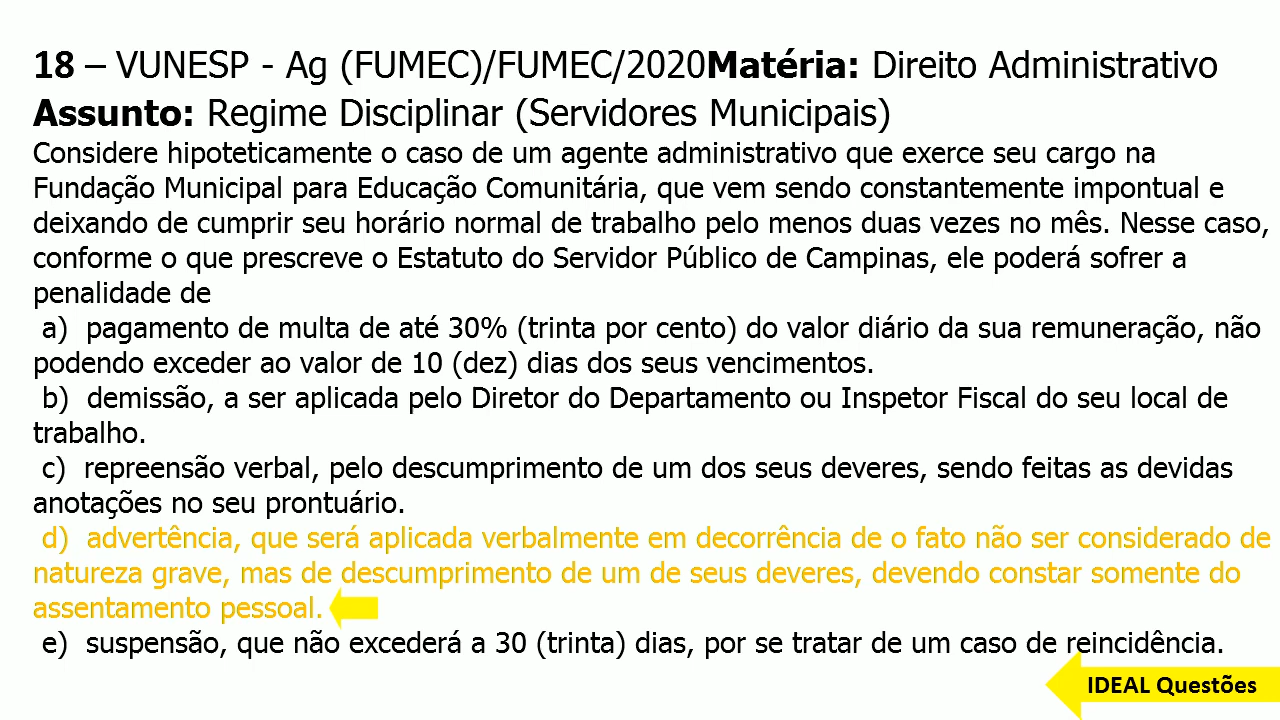 18 – VUNESP - Ag (FUMEC)/FUMEC/2020Matéria: Direito Administrativo
Assunto: Regime Disciplinar (Servidores Municipais)
Considere hipoteticamente o caso de um agente administrativo que exerce seu cargo na
Fundação Municipal para Educação Comunitária, que vem sendo constantemente impontual e
deixando de cumprir seu horário normal de trabalho pelo menos duas vezes no mês. Nesse caso,
conforme o que prescreve o Estatuto do Servidor Público de Campinas, ele poderá sofrer a
penalidade de
a) pagamento de multa de até 30% (trinta por cento) do valor diário da sua remuneração, não
podendo exceder ao valor de 10 (dez) dias dos seus vencimentos.
b) demissão, a ser aplicada pelo Diretor do Departamento ou Inspetor Fiscal do seu local de
trabalho.
c) repreensão verbal, pelo descumprimento de um dos seus deveres, sendo feitas as devidas
anotações no seu prontuário.
d) advertência, que será aplicada verbalmente em decorrência de o fato não ser considerado de
natureza grave, mas de descumprimento de um de seus deveres, devendo constar somente do
assentamento pessoal.
e) suspensão, que não excederá a 30 (trinta) dias, por se tratar de um caso de reincidência.
IDEAL Questões